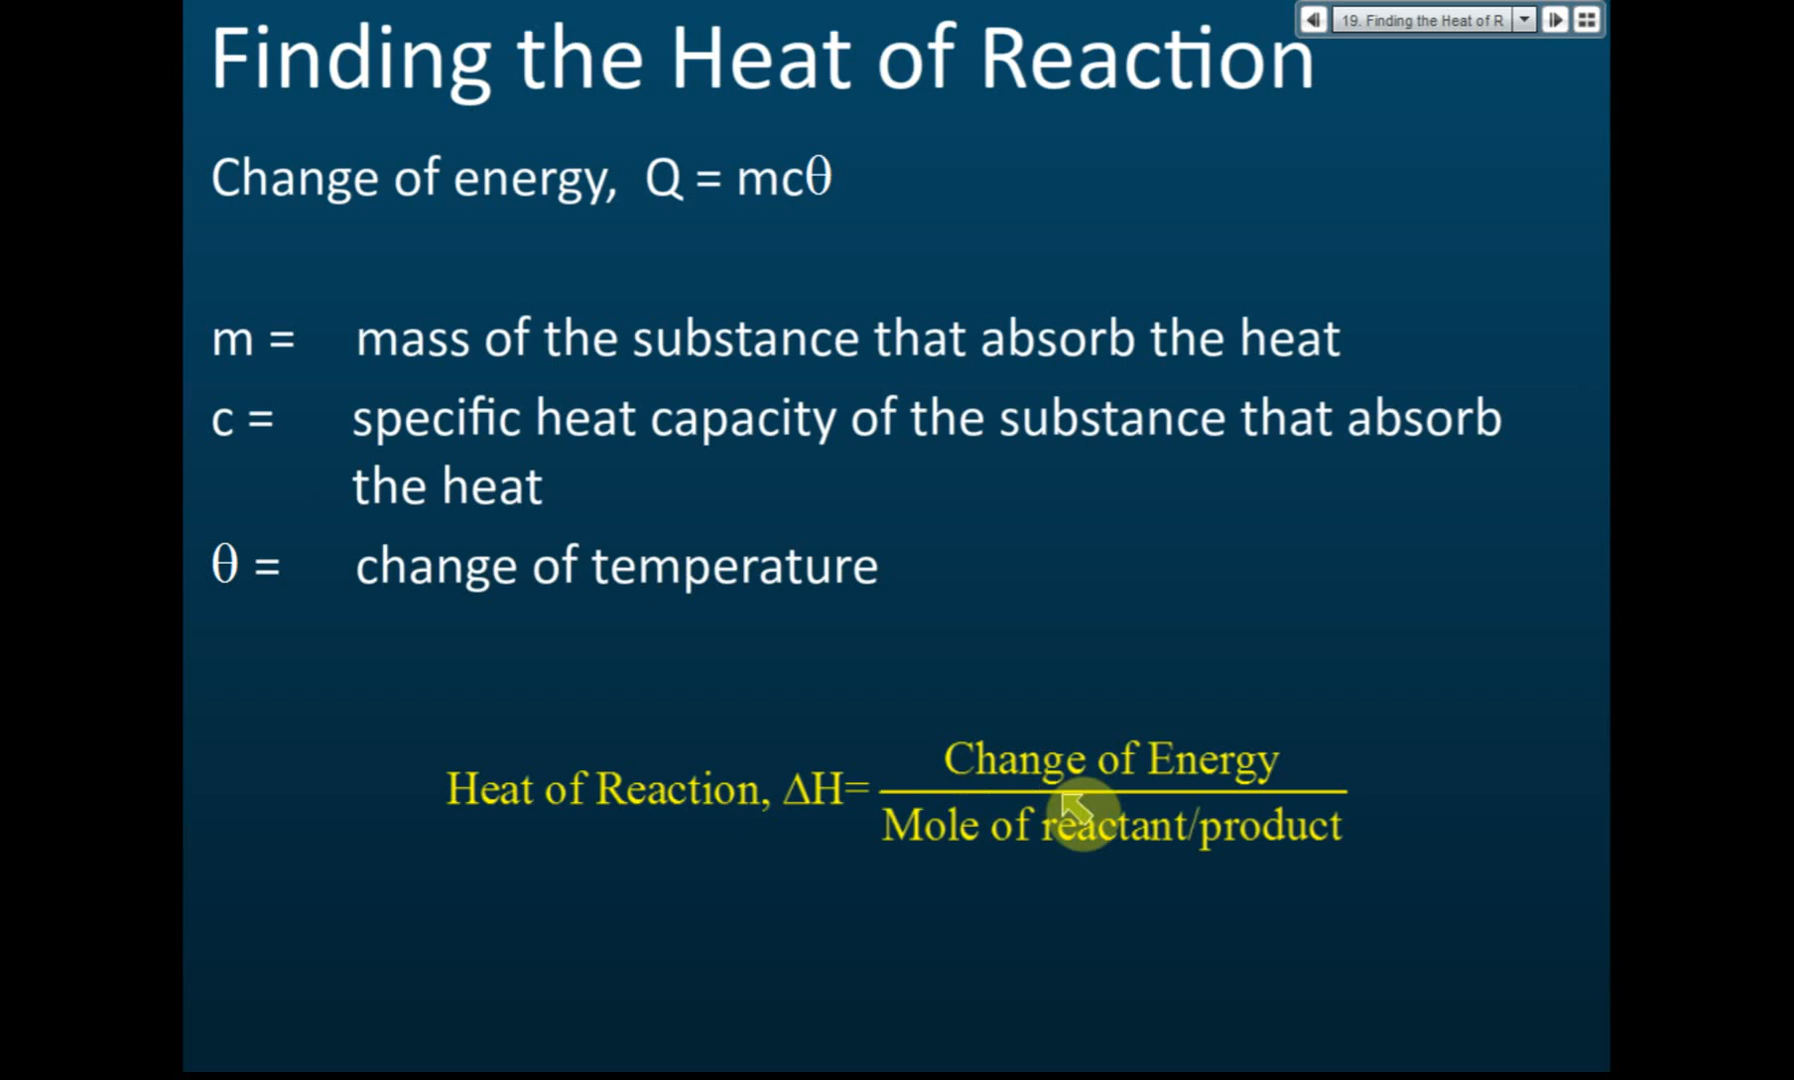 19. Finding the Heat of R
Finding the Heat of Reaction
Change of energy, Q = mcθ
m = mass of the substance that absorb the heat
c = specific heat capacity of the substance that absorb
the heat
θ = change of temperature
Heat of Reaction, ΔH=
Change of Energy
Mole of reactant/product